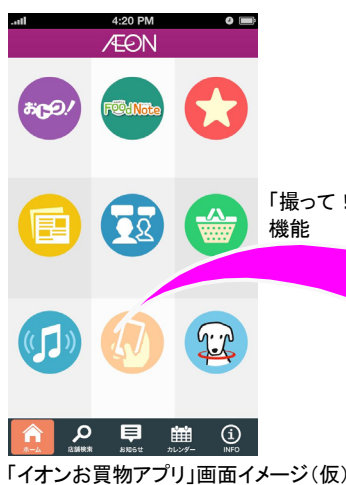 4:20 PM
ÆON
おトク!
FoodNote
「撮って!
機能
ホーム
店舗検索
お知らせ
カレンダー
INFO
「イオンお買物アプリ」画面イメージ(仮)